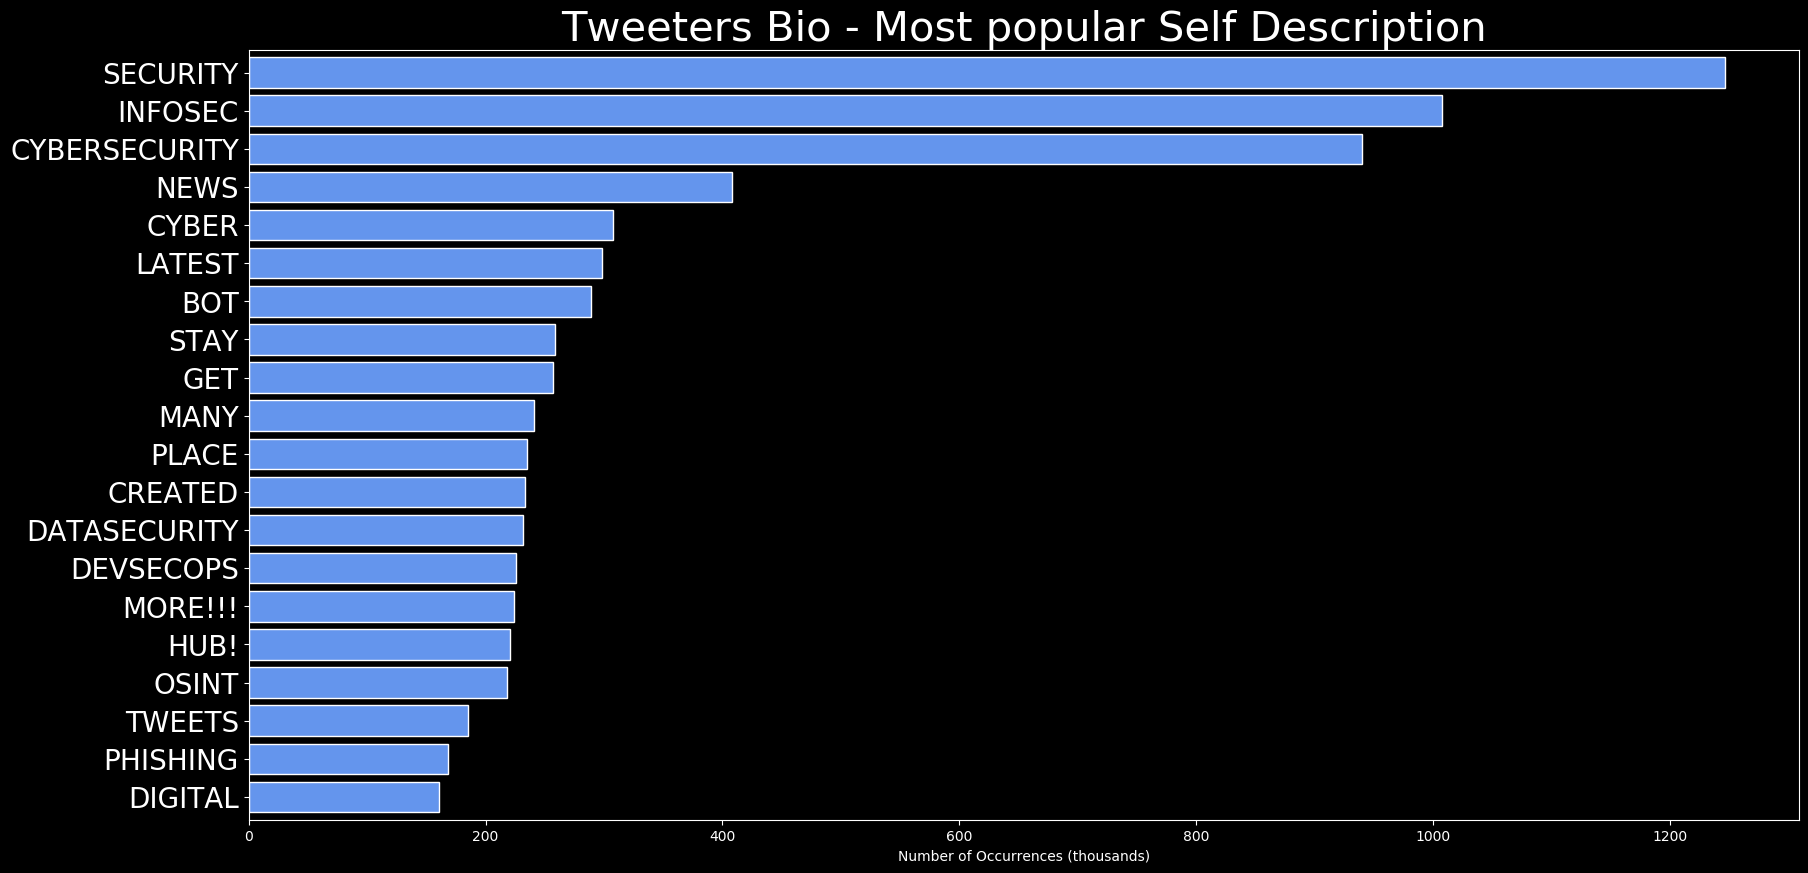 Tweeters Bio - Most popular Self Description
SECURITY
INFOSEC
CYBERSECURITY
NEWS
CYBER
LATEST
BOT
STAY
GET
MANY
PLACE
CREATED
DATASECURITY
DEVSECOPS
MORE!!!
HUB!
OSINT
TWEETS
PHISHING
DIGITAL
0 200 400 600 800 1000 1200
Number of Occurrences (thousands)